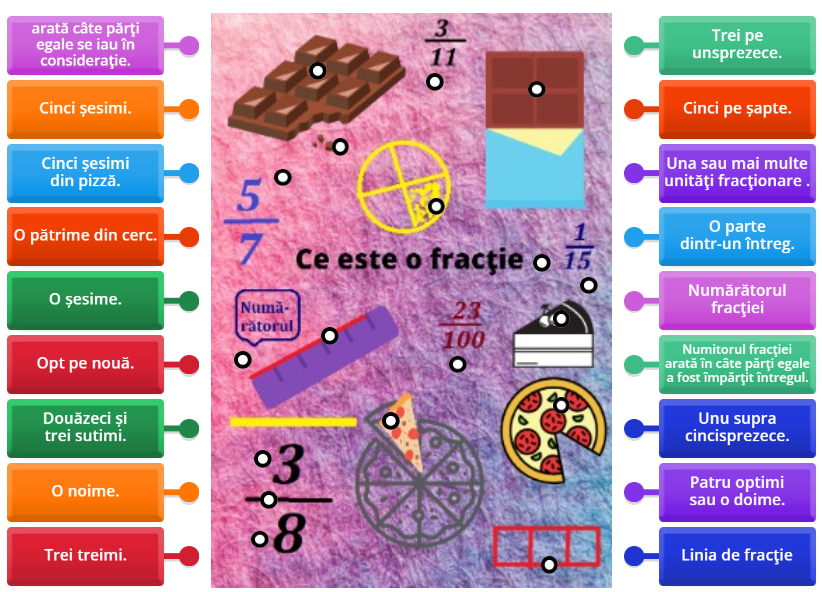 arată câte părți
egale se iau în
considerație.
Cinci șesimi.
Cinci șesimi
din pizză.
O pătrime din cerc.
O șesime.
Opt pe nouă.
Douăzeci și
trei sutimi.
O noime.
Trei treimi.
3
11
5
7
Ce este o fracție
1
15
Numă-
rătorul
23
100
3
8
Trei pe
unsprezece.
Cinci pe șapte.
Una sau mai multe
unități fracționare .
O parte
dintr-un întreg.
Numărătorul
fracției
Numitorul fracției
arată în câte părți egale
a fost împărțit întregul.
Unu supra
cincisprezece.
Patru optimi
sau o doime.
Linia de fracție